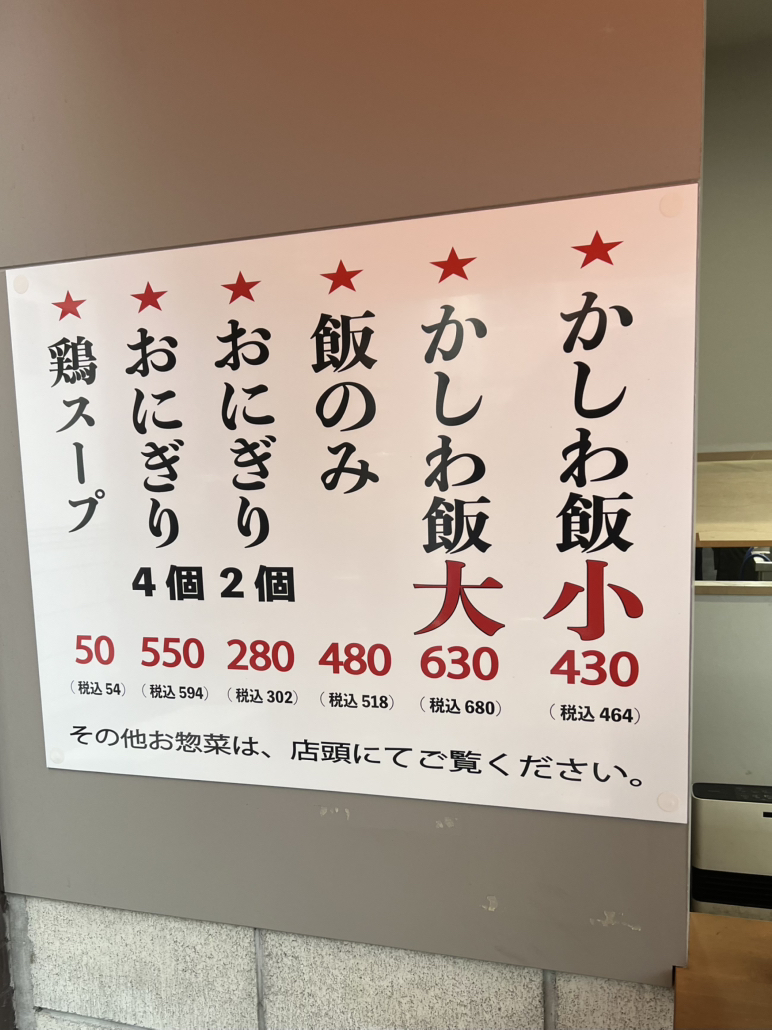 ★かしわ飯小
430
（税込 464）
★かしわ飯大
630
（税込 680）
★飯のみ
480
（税込 518）
★おにぎり2個
280
（税込 302）
★おにぎり4個
550
（税込 594）
★鶏スープ
50
（税込 54）
その他お惣菜は、店頭にてご覧ください。